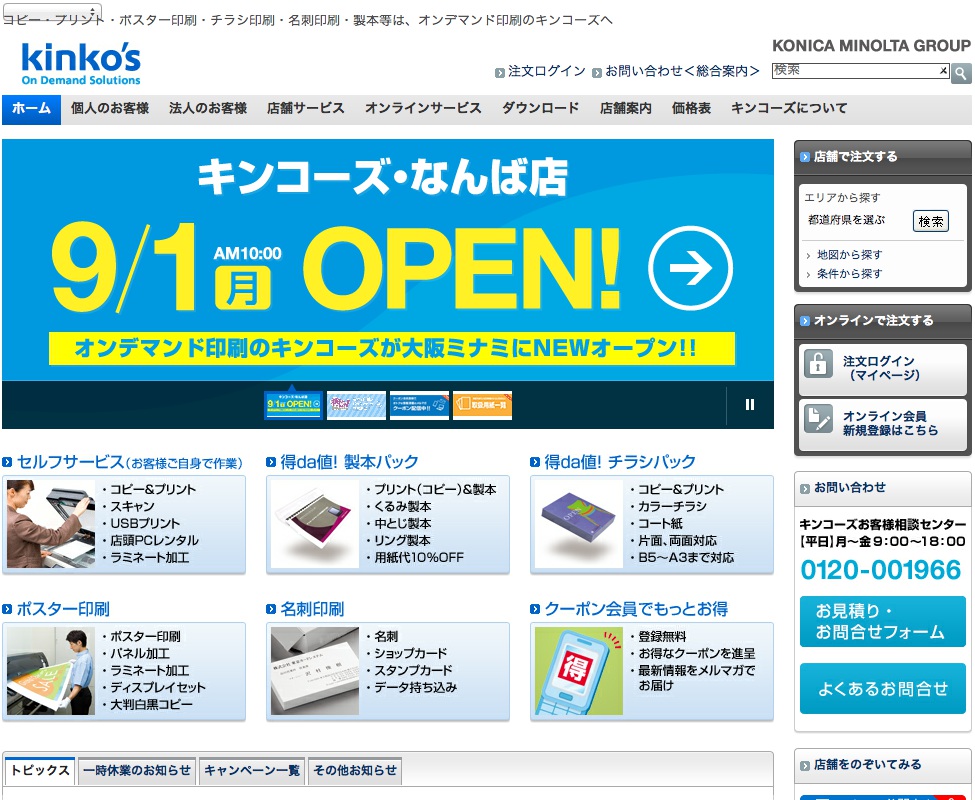 コピー・プリント・ポスター印刷・チラシ印刷・名刺印刷・製本等は、オンデマンド印刷のキンコーズへ
kinko's
On Demand Solutions
KONICA MINOLTA GROUP
注文ログイン
お問い合わせ<総合案内>
検索
ホーム
個人のお客様
法人のお客様
店舗サービス
オンラインサービス
ダウンロード
店舗案内
価格表
キンコーズについて
キンコーズ・なんば店
9/1
AM10:00
月
OPEN!
オンデマンド印刷のキンコーズが大阪ミナミにNEWオープン!!
店舗で注文する
エリアから探す
都道府県を選ぶ
検索
地図から探す
条件から探す
オンラインで注文する
注文ログイン
(マイページ)
オンライン会員
新規登録はこちら
セルフサービス(お客様ご自身で作業)
・コピー&プリント
・スキャン
・USBプリント
・店頭PCレンタル
・ラミネート加工
得da値! 製本パック
・プリント(コピー)&製本
・くるみ製本
・中とじ製本
・リング製本
・用紙代10%OFF
得da値! チラシパック
・コピー&プリント
・カラーチラシ
・コート紙
・片面、両面対応
・B5~A3まで対応
お問い合わせ
キンコーズお客様相談センター
【平日】月~金 9:00~18:00
0120-001966
お見積り・
お問合せフォーム
よくあるお問合せ
ポスター印刷
・ポスター印刷
・パネル加工
・ラミネート加工
・ディスプレイセット
・大判白黒コピー
名刺印刷
・名刺
・ショップカード
・スタンプカード
・データ持ち込み
クーポン会員でもっとお得
得
・登録無料
・お得なクーポンを進呈
・最新情報をメルマガで
お届け
トピックス
一時休業のお知らせ
キャンペーン一覧
その他お知らせ
店舗をのぞいてみる